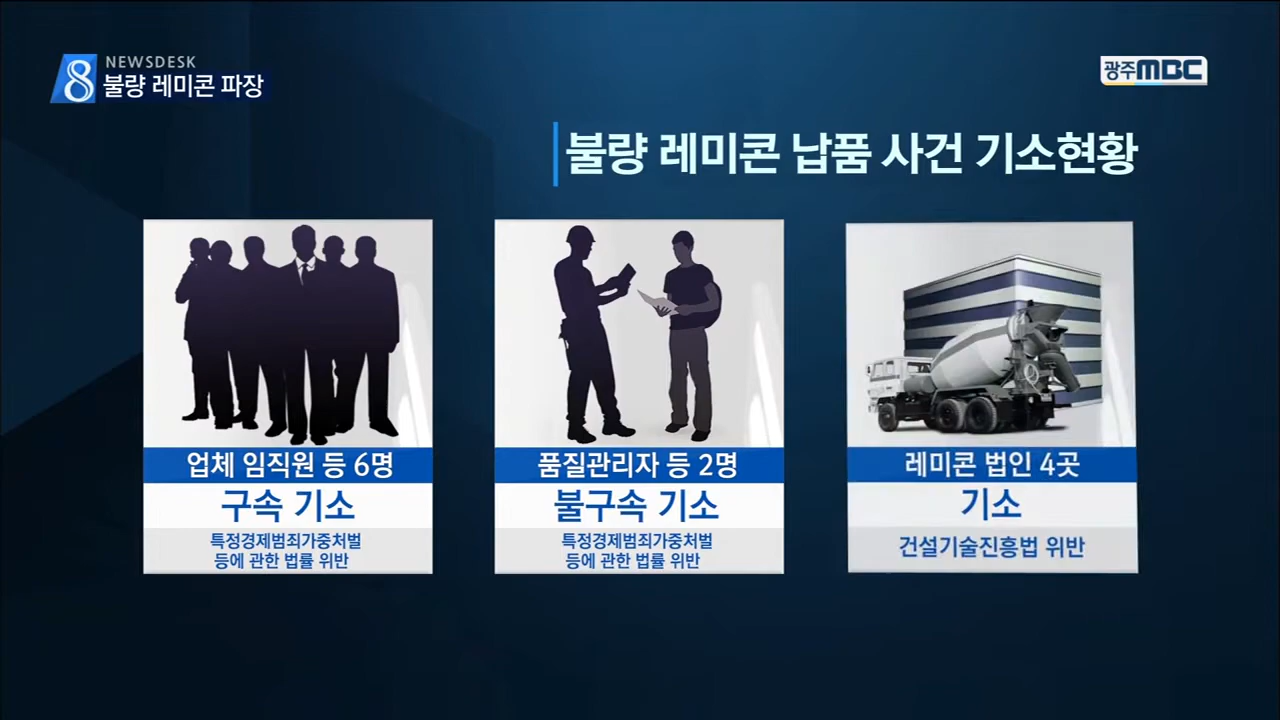 NEWSDESK
8 불량 레미콘 파장
광주MBC
불량 레미콘 납품 사건 기소현황
업체 임직원 등 6명
구속 기소
특정경제범죄가중처벌
등에 관한 법률 위반
품질관리자 등 2명
불구속 기소
특정경제범죄가중처벌
등에 관한 법률 위반
레미콘 법인 4곳
기소
건설기술진흥법 위반